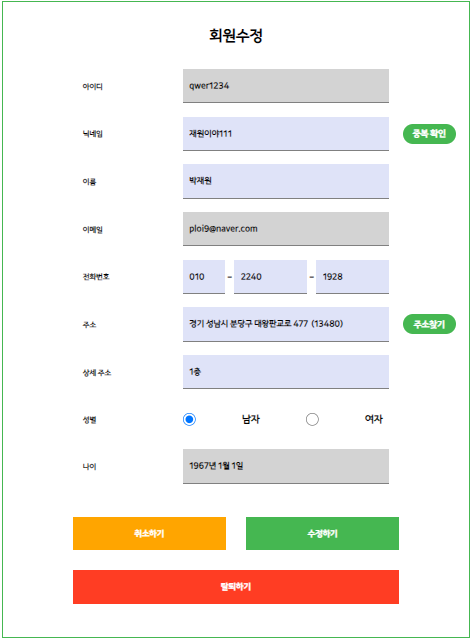 회원수정
아이디 qwer1234
닉네임 재원이야111 중복 확인
이름 박재원
이메일 ploi9@naver.com
전화번호 010 - 2240 - 1928
주소 경기 성남시 분당구 대왕판교로 477 (13480) 주소찾기
상세 주소 1층
성별 남자 여자
나이 1967년 1월 1일
취소하기 수정하기
탈퇴하기